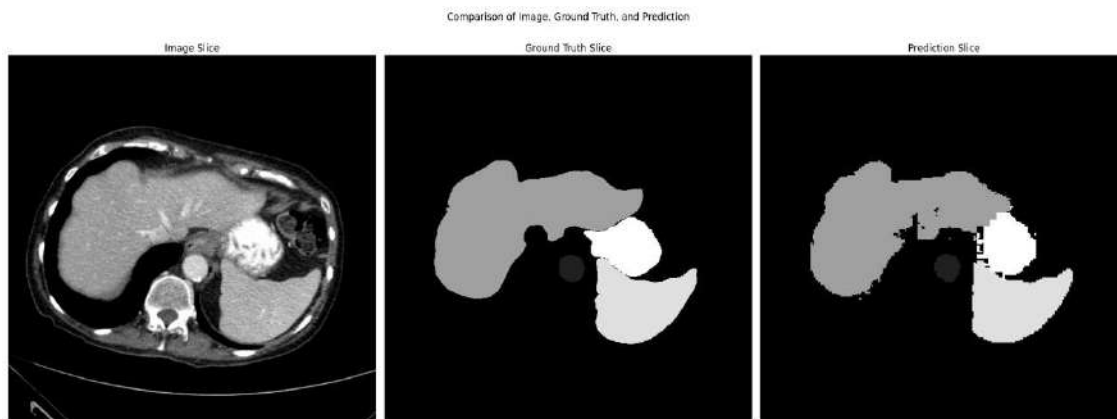 Comparison of Image, Ground Truth, and Prediction
Image Slice
Ground Truth Slice
Prediction Slice